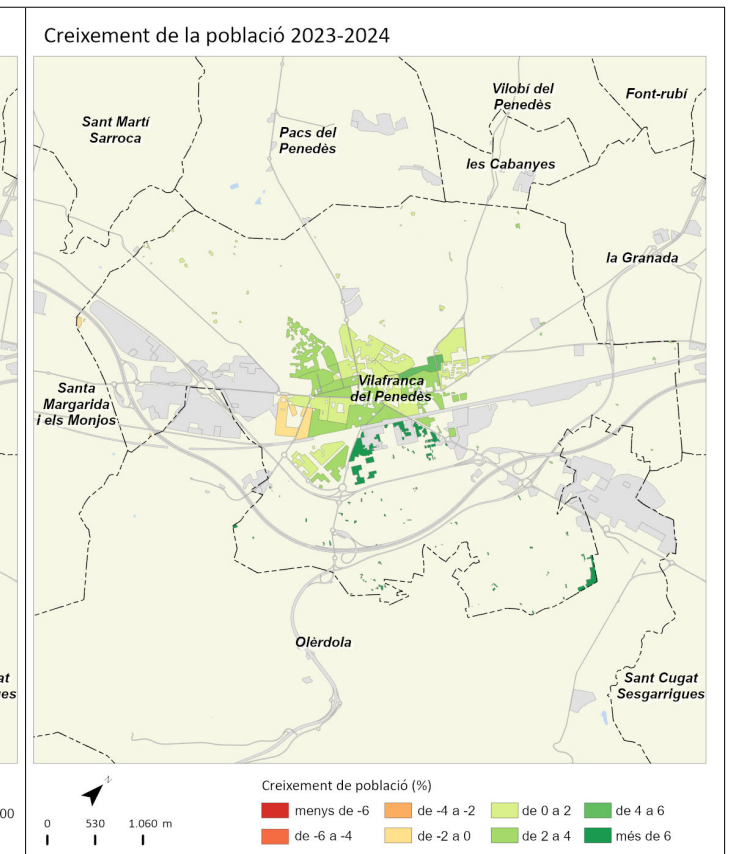 Creixement de la població 2023-2024
Vilobí del
Penedès
Font-rubí
Sant Martí
Sarroca
Pacs del
Penedès
les Cabanyes
la Granada
Vilafranca
del Penedès
Santa
Margarida
i els Monjos
Olèrdola
at
es
Sant Cugat
Sesgarrigues
N
Creixement de població (%)
00
0 530 1.060 m
menys de -6
de -4 a -2
de 0 a 2
de 4 a 6
de -6 a -4
de -2 a 0
de 2 a 4
més de 6